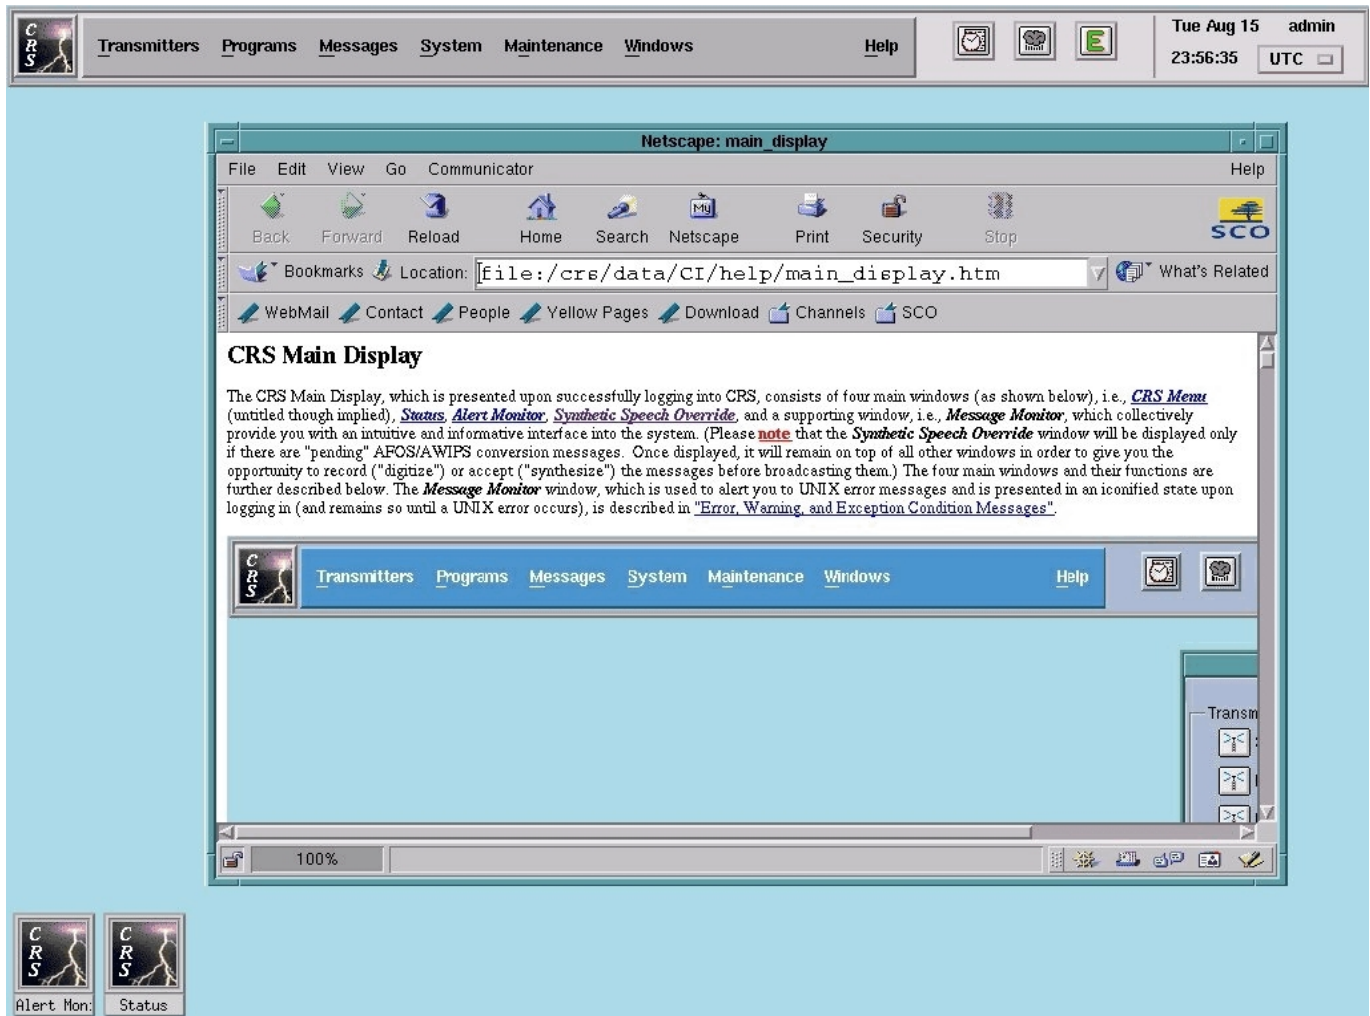 CRS
Transmitters Programs Messages System Maintenance Windows Help
E
Tue Aug 15 admin
23:56:35 UTC
Netscape: main_display
File Edit View Go Communicator Help
Back Forward Reload Home Search Netscape Print Security Stop
My
SCO
Bookmarks Location: file:/crs/data/CI/help/main_display.htm What's Related
WebMail Contact People Yellow Pages Download Channels SCO
CRS Main Display
The CRS Main Display, which is presented upon successfully logging into CRS, consists of four main windows (as shown below), i.e., CRS Menu
(untitled though implied), Status, Alert Monitor, Synthetic Speech Override, and a supporting window, i.e., Message Monitor, which collectively
provide you with an intuitive and informative interface into the system. (Please note that the Synthetic Speech Override window will be displayed only
if there are "pending" AFOS/AWIPS conversion messages. Once displayed, it will remain on top of all other windows in order to give you the
opportunity to record ("digitize") or accept ("synthesize") the messages before broadcasting them.) The four main windows and their functions are
further described below. The Message Monitor window, which is used to alert you to UNIX error messages and is presented in an iconified state upon
logging in (and remains so until a UNIX error occurs), is described in "Error, Warning, and Exception Condition Messages".
CRS
Transmitters Programs Messages System Maintenance Windows Help
Transm
100%
CRS
Alert Mon:
CRS
Status